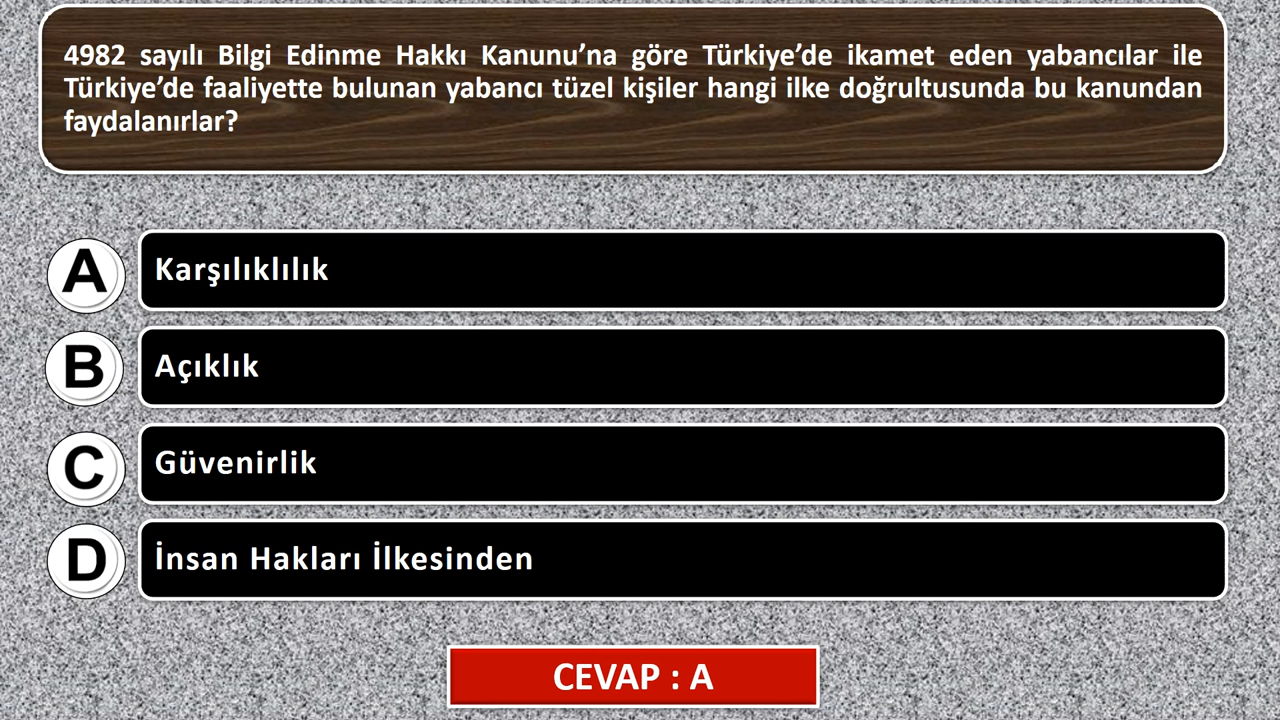 4982 sayılı Bilgi Edinme Hakkı Kanunu’na göre Türkiye’de ikamet eden yabancılar ile
Türkiye’de faaliyette bulunan yabancı tüzel kişiler hangi ilke doğrultusunda bu kanundan
faydalanırlar?
A Karşılıklılık
B Açıklık
C Güvenirlik
D İnsan Hakları İlkesinden
CEVAP : A